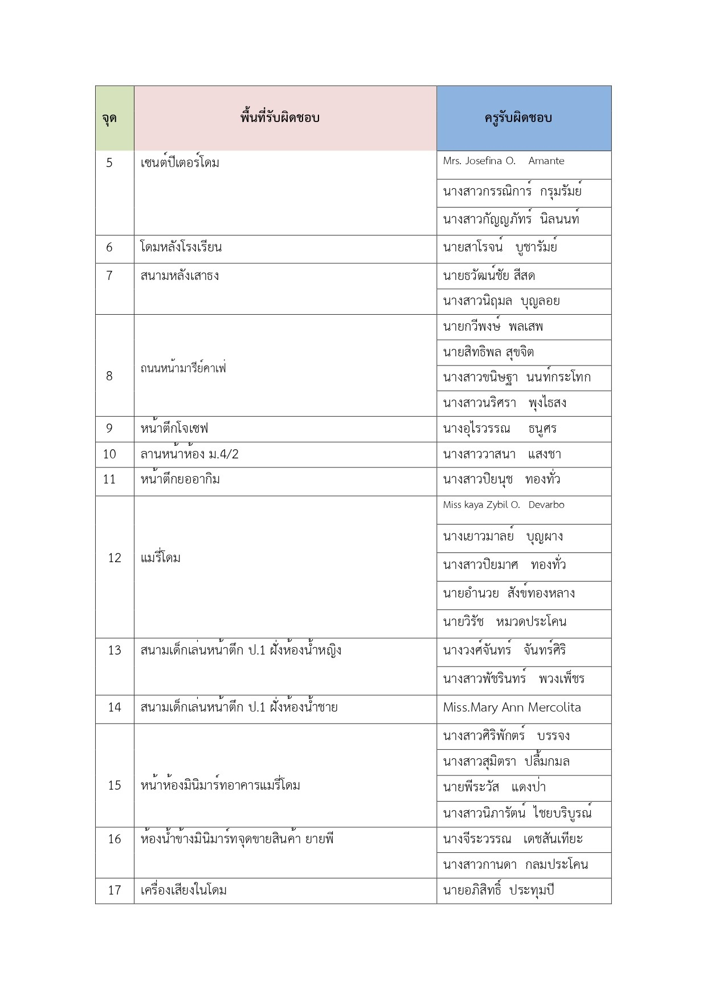 จุด พื้นที่รับผิดชอบ ครูรับผิดชอบ
5 เซนต์ปีเตอร์โดม Mrs. Josefina O. Amante
นางสาวกรรณิการ์ กรุมรัมย์
นางสาวกัญญภัทร์ นิลนนท์
6 โดมหลังโรงเรียน นายสาโรจน์ บูชารัมย์
7 สนามหลังเสาธง นายธวัฒน์ชัย สีสด
นางสาวนิฤมล บุญลอย
นายกวีพงษ์ พลเสพ
นายสิทธิพล สุขจิต
8 ถนนหน้ามารีย์คาเฟ่ นางสาวขนิษฐา นนท์กระโทก
นางสาวนริศรา พุงไธสง
9 หน้าตึกโจเซฟ นางอุไรวรรณ ธนูศร
10 ลานหน้าห้อง ม.4/2 นางสาววาสนา แสงชา
11 หน้าตึกยออากิม นางสาวปิยนุช ทองทั่ว
Miss kaya Zybil O. Devarbo
นางเยาวมาลย์ บุญผาง
12 แมรี่โดม นางสาวปิยมาศ ทองทั่ว
นายอำนวย สังข์ทองหลาง
นายวิรัช หมวดประโคน
13 สนามเด็กเล่นหน้าตึก ป.1 ฝั่งห้องน้ำหญิง นางวงศ์จันทร์ จันทร์ศิริ
นางสาวพัชรินทร์ พวงเพ็ชร
14 สนามเด็กเล่นหน้าตึก ป.1 ฝั่งห้องน้ำชาย Miss.Mary Ann Mercolita
นางสาวศิริพักตร์ บรรจง
นางสาวสุมิตรา ปลื้มกมล
15 หน้าห้องมินิมาร์ทอาคารแมรี่โดม นายพีระวัส แดงป่า
นางสาวนิภารัตน์ ไชยบริบูรณ์
16 ห้องน้ำข้างมินิมาร์ทจุดขายสินค้า ยายพี นางจีระวรรณ เดชสันเทียะ
นางสาวกานดา กลมประโคน
17 เครื่องเสียงในโดม นายอภิสิทธิ์ ประทุมปี